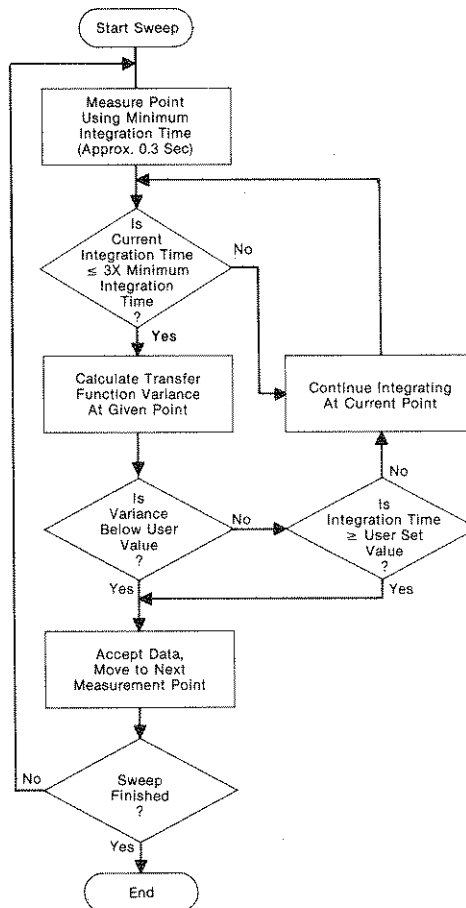 Start Sweep
Measure Point
Using Minimum
Integration Time
(Approx. 0.3 Sec)
Is
Current
Integration Time
≤ 3X Minimum
Integration
Time
?
No
Yes
Calculate Transfer
Function Variance
At Given Point
Continue Integrating
At Current Point
Is
Variance
Below User
Value
?
No
Yes
Is
Integration Time
≥ User Set
Value
?
No
Yes
Accept Data,
Move to Next
Measurement Point
Sweep
Finished
?
No
Yes
End